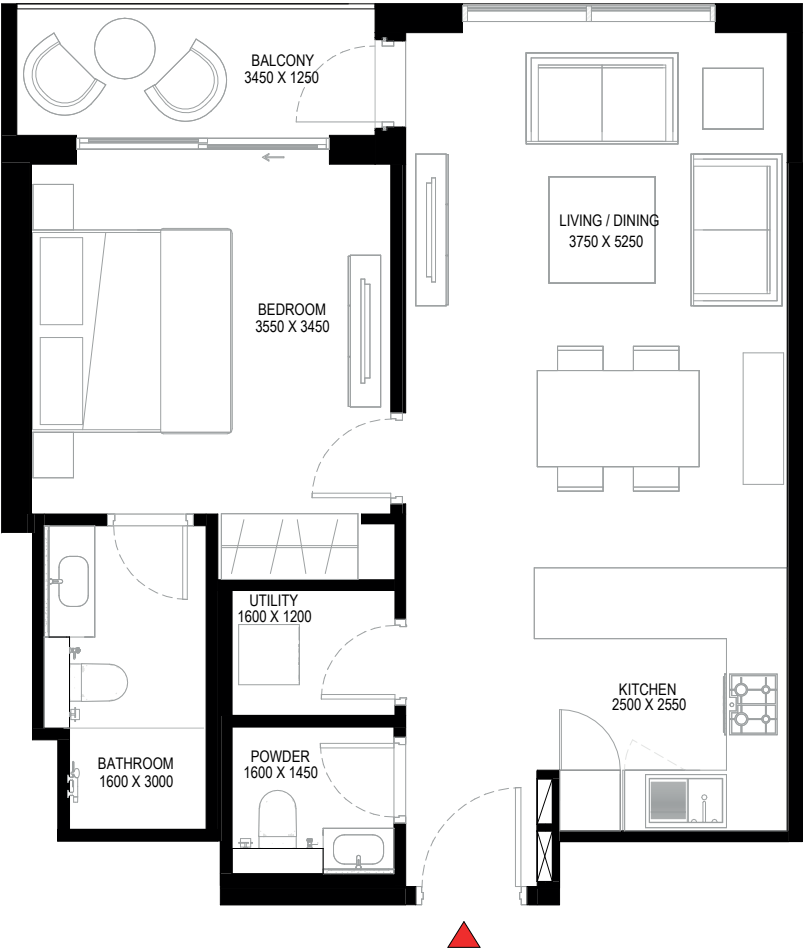 BALCONY
3450 X 1250
LIVING / DINING
3750 X 5250
BEDROOM
3550 X 3450
UTILITY
1600 X 1200
KITCHEN
2500 X 2550
BATHROOM
1600 X 3000
POWDER
1600 X 1450